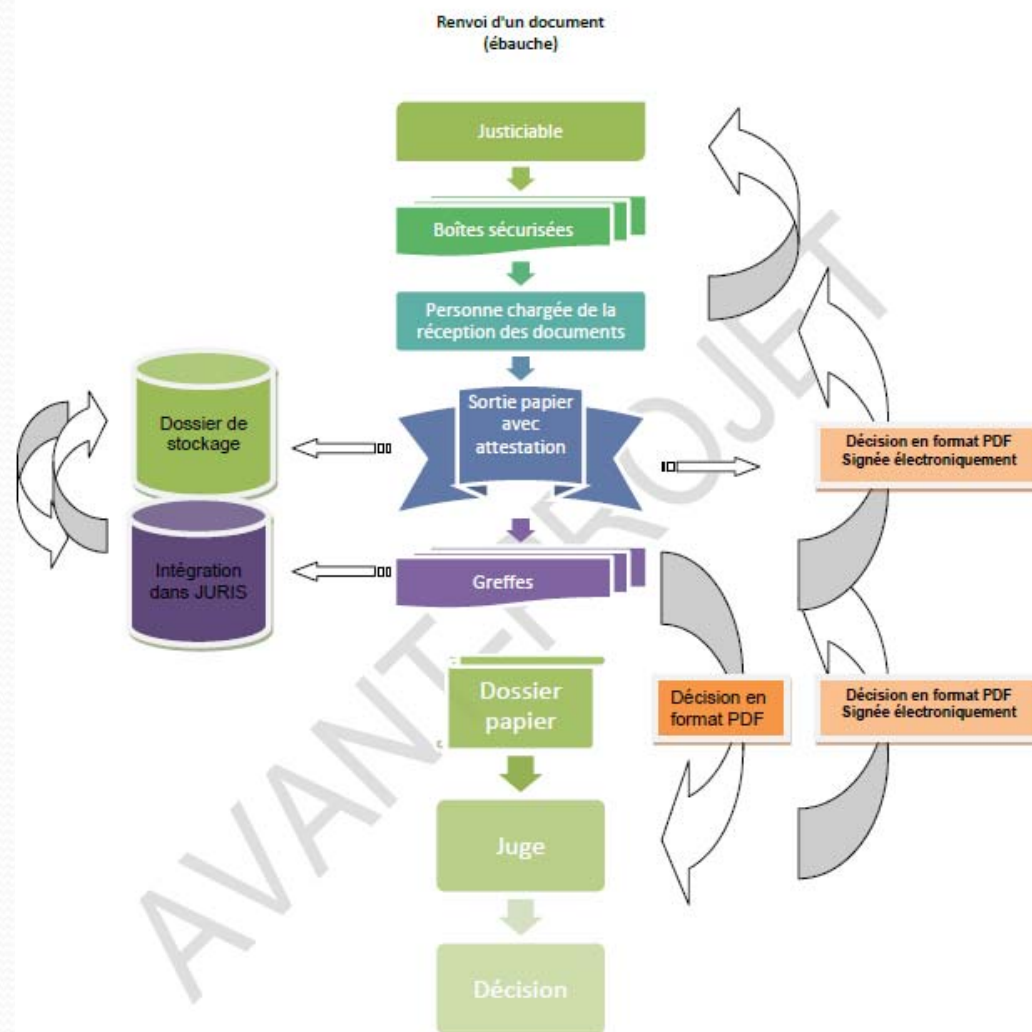 Renvoi d'un document
(ébauche)
Justiciable
Boîtes sécurisées
Personne chargée de la
réception des documents
Sortie papier
avec
attestation
Dossier de
stockage
Décision en format PDF
Signée électroniquement
Intégration
dans JURIS
Greffes
Dossier
papier
Décision en
format PDF
Décision en format PDF
Signée électroniquement
Juge
Décision
AVANT-PROJET